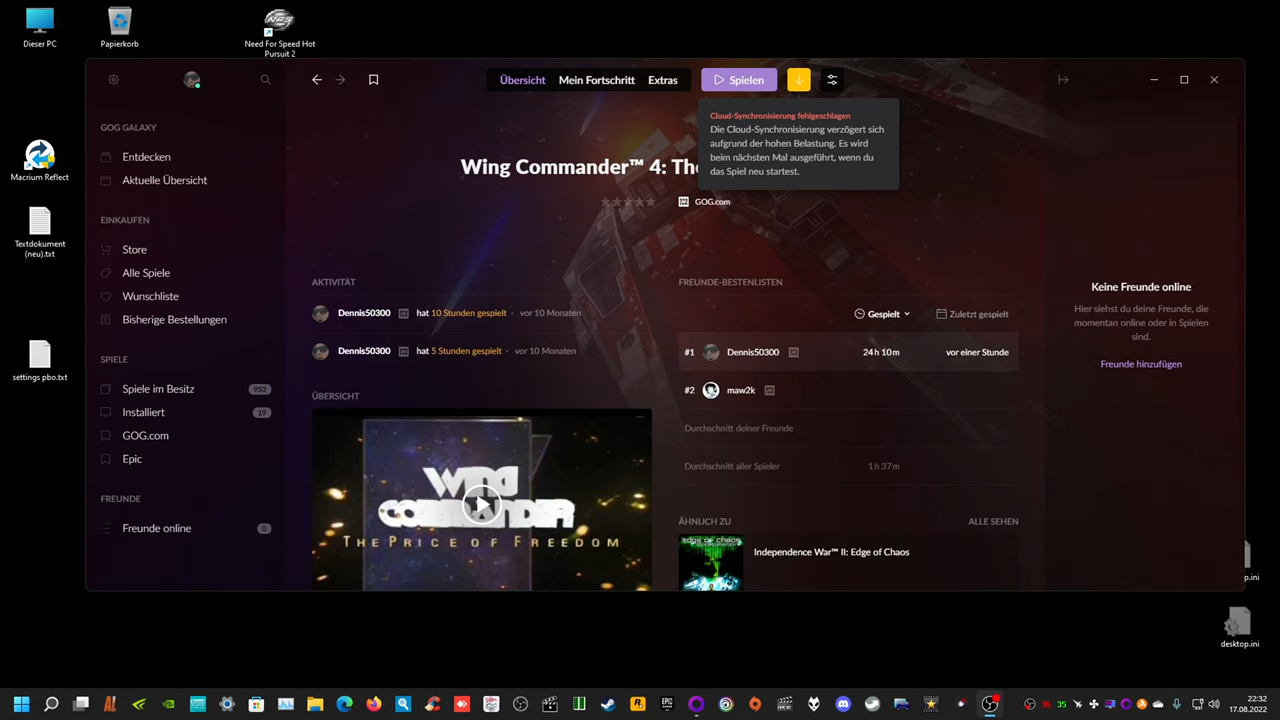 Dieser PC
Papierkorb
Need For Speed Hot
Pursuit 2
Macrium Reflect
Textdokument
(neu).txt
settings pbo.txt
Übersicht
Mein Fortschritt
Extras
Spielen
Cloud-Synchronisierung fehlgeschlagen
Die Cloud-Synchronisierung verzögert sich
aufgrund der hohen Belastung. Es wird
beim nächsten Mal ausgeführt, wenn du
das Spiel neu startest.
GOG GALAXY
Entdecken
Aktuelle Übersicht
EINKAUFEN
Store
Alle Spiele
Wunschliste
Bisherige Bestellungen
SPIELE
Spiele im Besitz 953
Installiert 19
GOG.com
Epic
FREUNDE
Freunde online 0
Wing Commander™ 4: The
GOG.com
AKTIVITÄT
Dennis50300 hat 10 Stunden gespielt · vor 10 Monaten
Dennis50300 hat 5 Stunden gespielt · vor 10 Monaten
ÜBERSICHT
WING
COMMANDER
THE PRICE OF FREEDOM
FREUNDE-BESTENLISTEN
Gespielt Zuletzt gespielt
#1 Dennis50300 24 h 10 m vor einer Stunde
#2 maw2k
Durchschnitt deiner Freunde
Durchschnitt aller Spieler 1 h 37 m
ÄHNLICH ZU ALLE SEHEN
edge of chaos
Independence War™ II: Edge of Chaos
Keine Freunde online
Hier siehst du deine Freunde, die
momentan online oder in Spielen
sind.
Freunde hinzufügen
p.ini
desktop.ini
EPIC
GAMES
35
22:32
17.08.2022